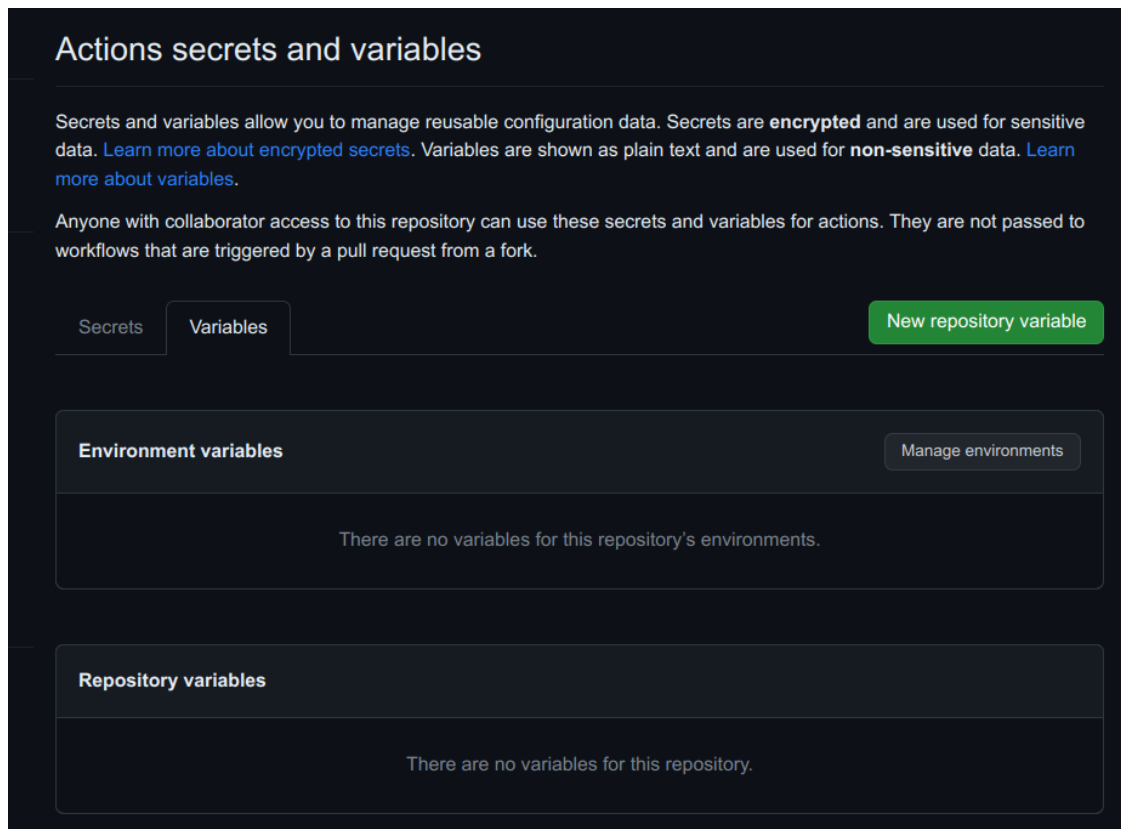 Actions secrets and variables
Secrets and variables allow you to manage reusable configuration data. Secrets are encrypted and are used for sensitive
data. Learn more about encrypted secrets. Variables are shown as plain text and are used for non-sensitive data. Learn
more about variables.
Anyone with collaborator access to this repository can use these secrets and variables for actions. They are not passed to
workflows that are triggered by a pull request from a fork.
Secrets
Variables
New repository variable
Environment variables
Manage environments
There are no variables for this repository’s environments.
Repository variables
There are no variables for this repository.